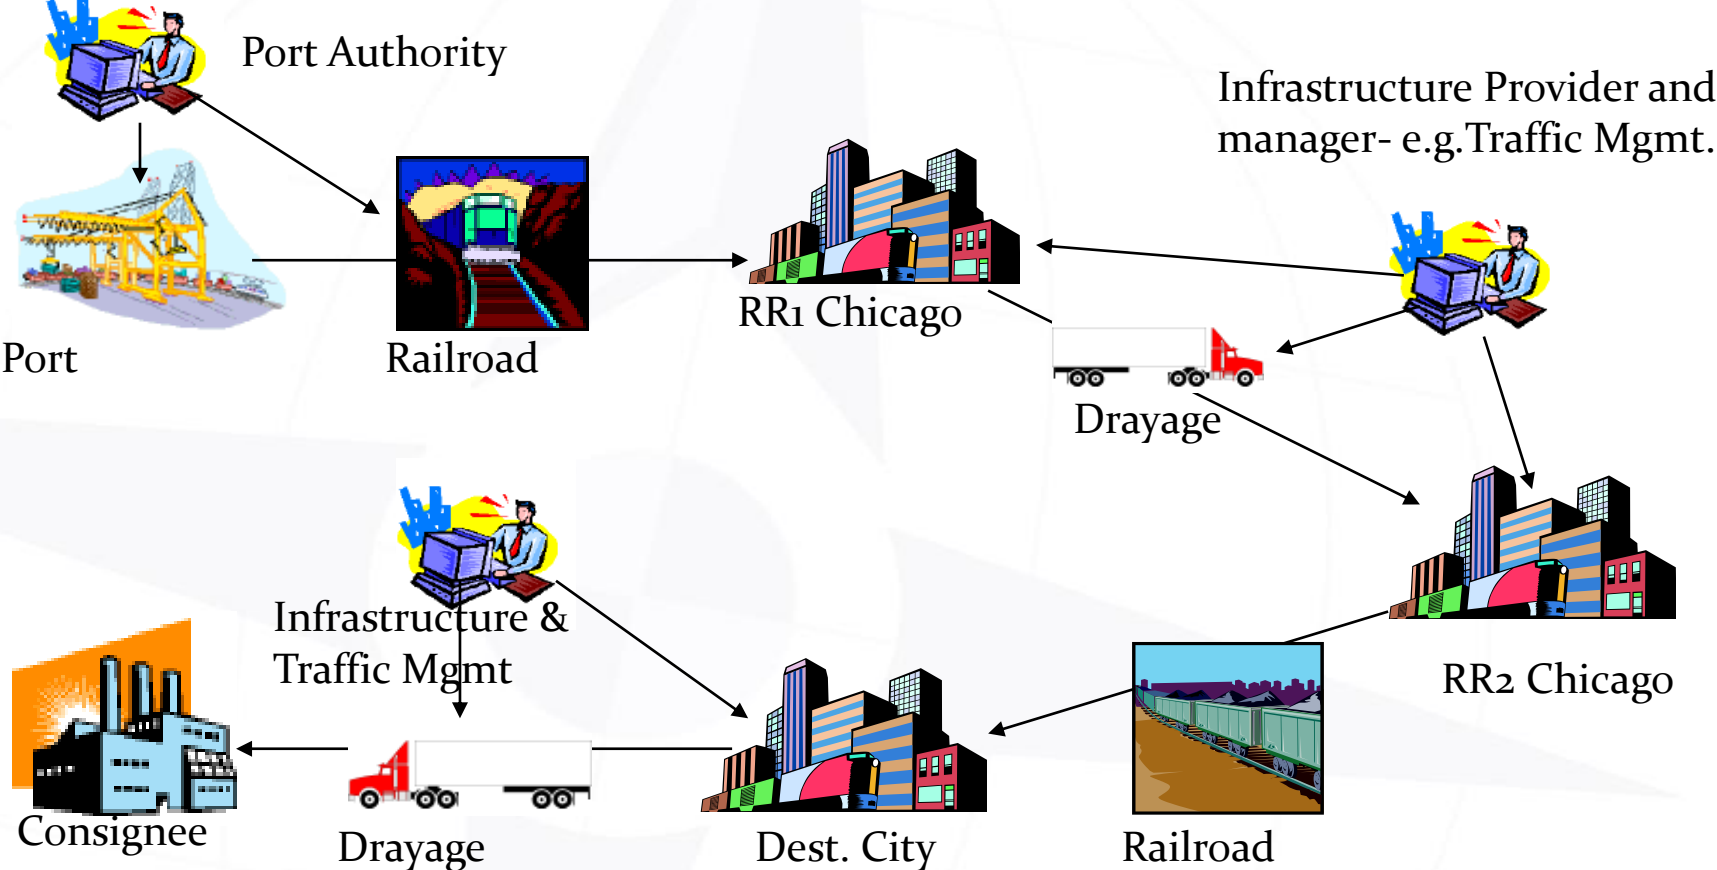 Port Authority
Infrastructure Provider and
manager- e.g.Traffic Mgmt.
RR1 Chicago
Port
Railroad
Drayage
Infrastructure &
Traffic Mgmt
RR2 Chicago
Consignee
Drayage
Dest. City
Railroad